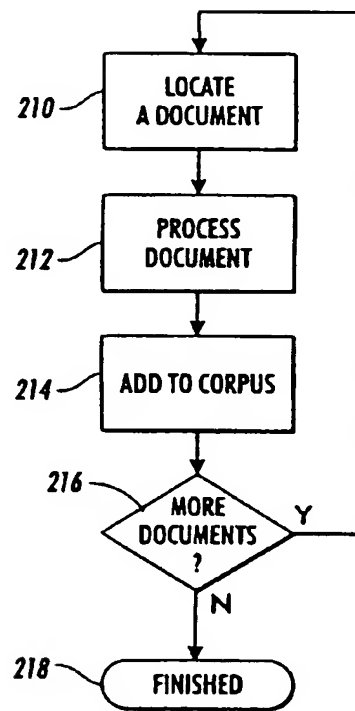 210
LOCATE
A DOCUMENT
212
PROCESS
DOCUMENT
214
ADD TO CORPUS
216
MORE
DOCUMENTS
?
Y
N
218
FINISHED